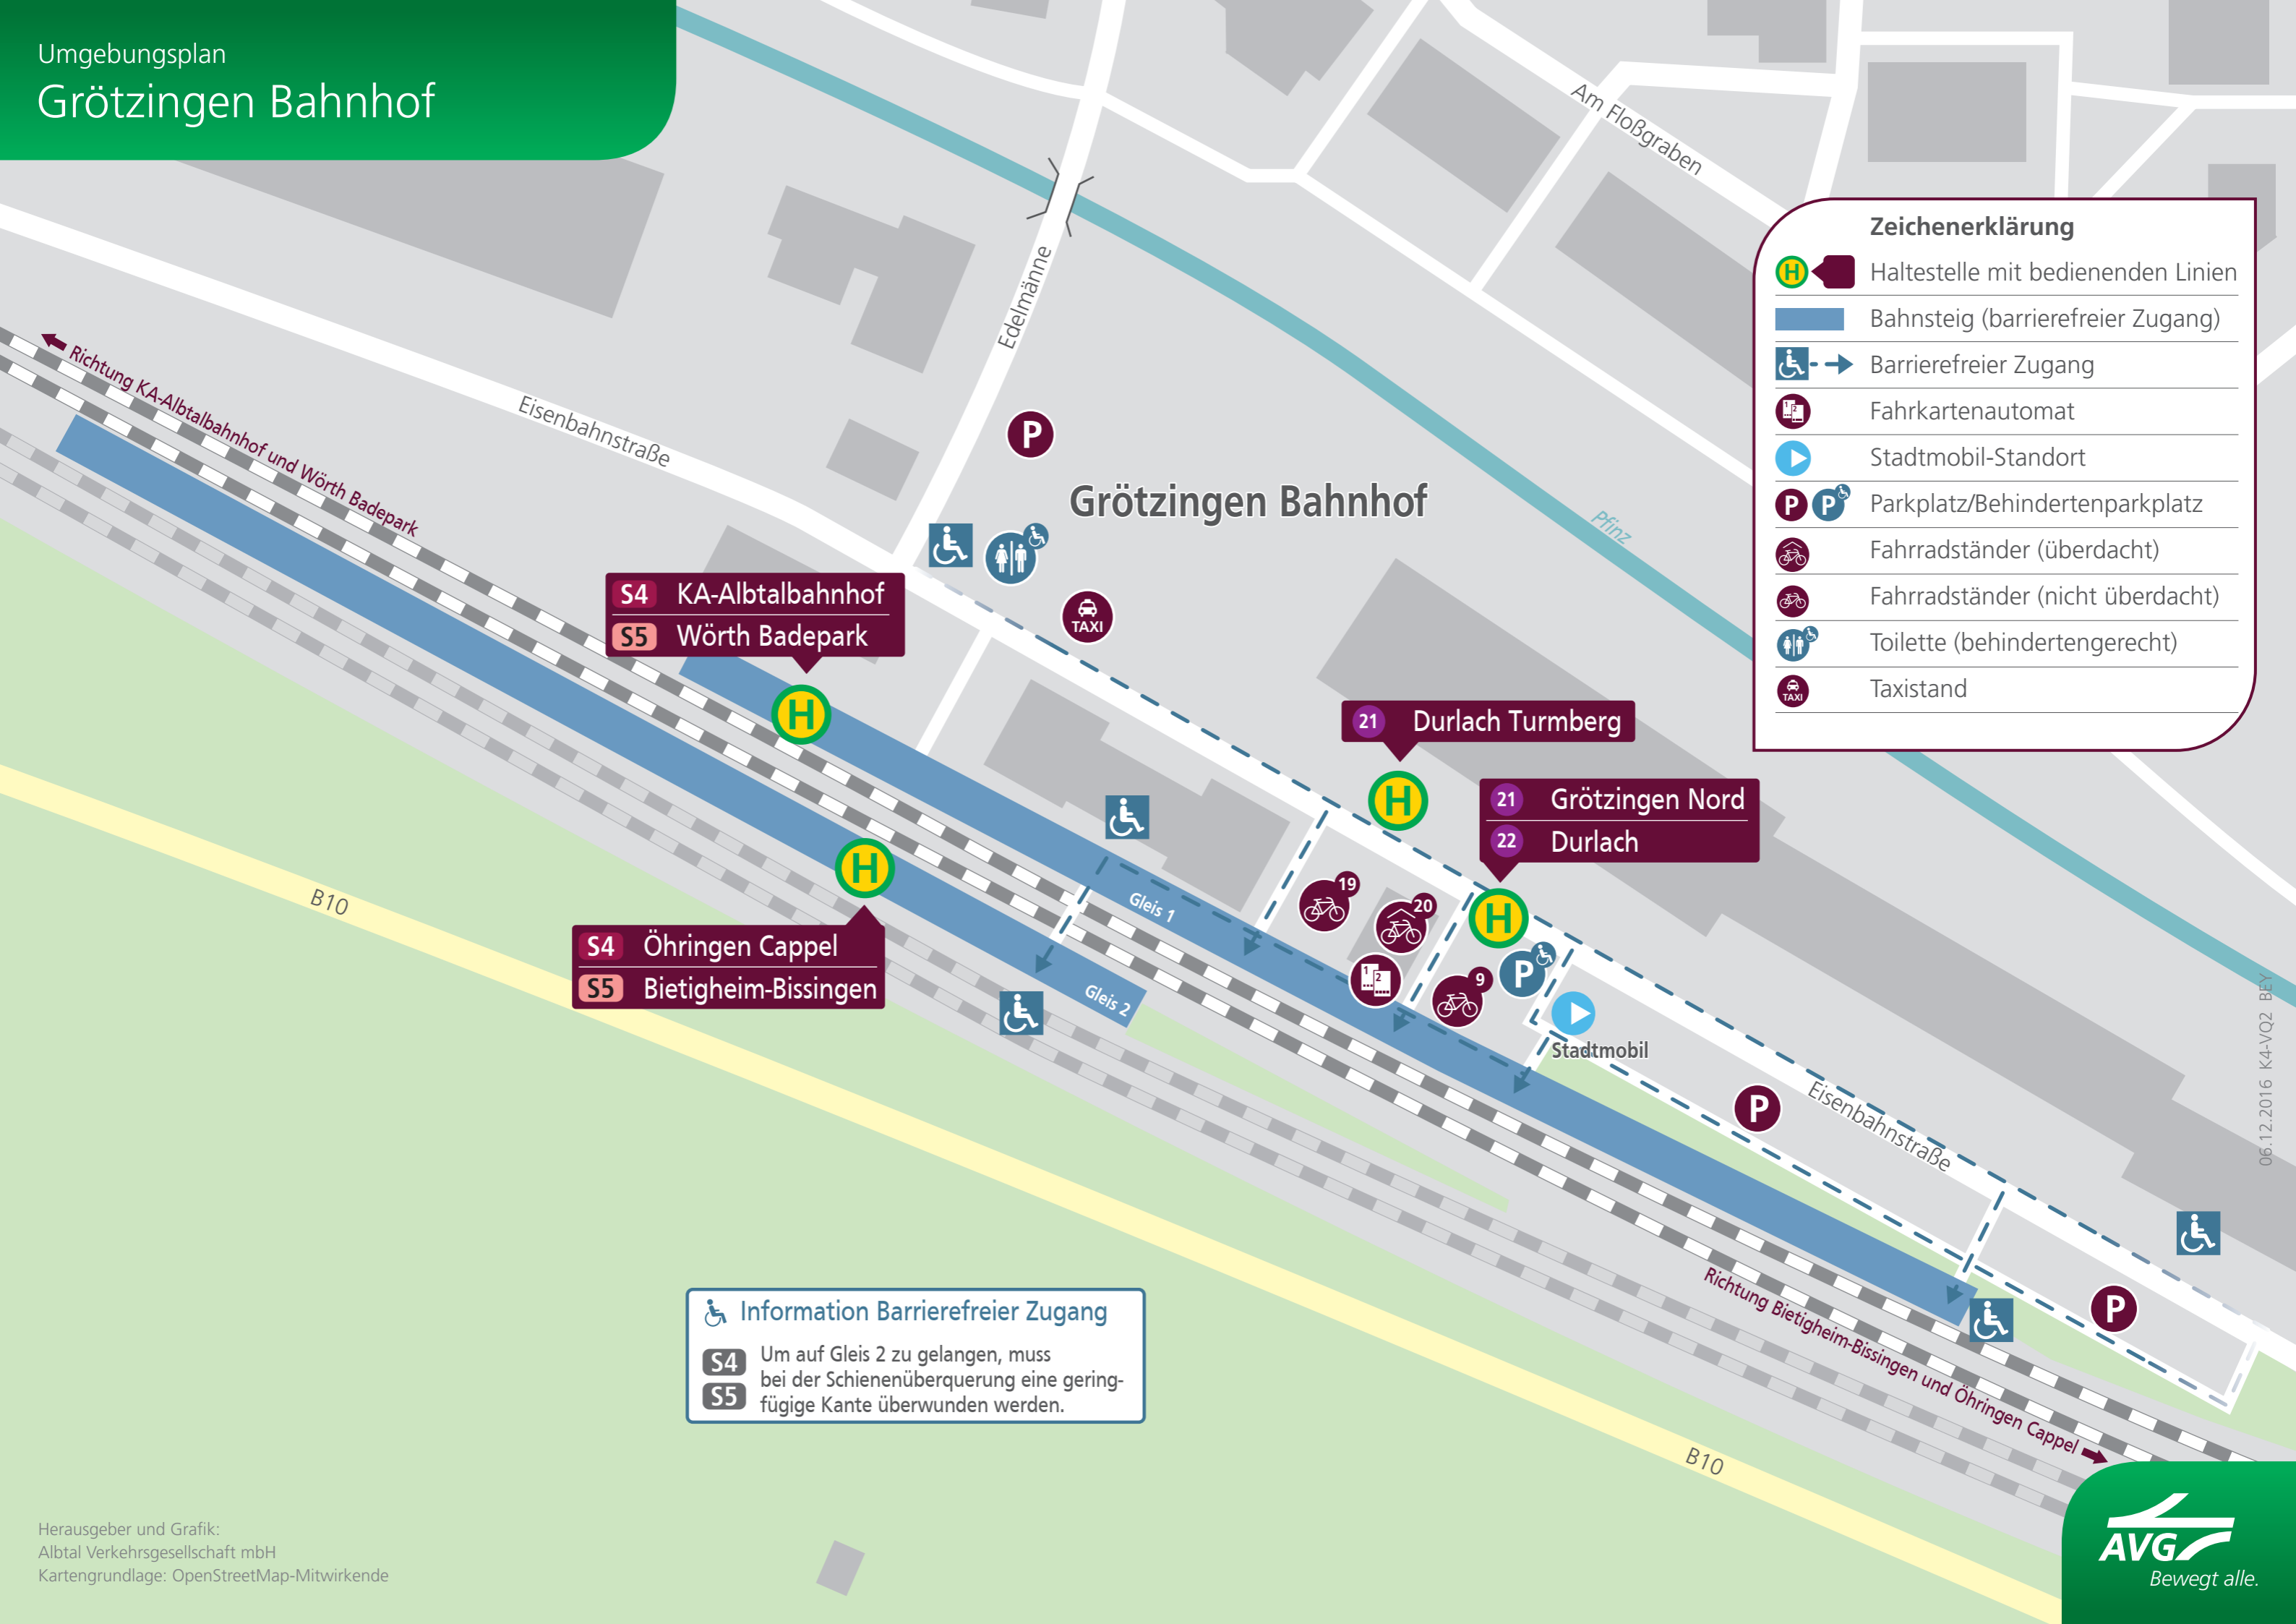 Umgebungsplan
Grötzingen Bahnhof
Am Floßgraben
Edelmänne
Eisenbahnstraße
Richtung KA-Albtalbahnhof und Wörth Badepark
Zeichenerklärung
H Haltestelle mit bedienenden Linien
Bahnsteig (barrierefreier Zugang)
Barrierefreier Zugang
1 2 Fahrkartenautomat
Stadtmobil-Standort
P P Parkplatz/Behindertenparkplatz
Fahrradständer (überdacht)
Fahrradständer (nicht überdacht)
Toilette (behindertengerecht)
TAXI Taxistand
P
Grötzingen Bahnhof
Pfinz
TAXI
S4 KA-Albtalbahnhof
S5 Wörth Badepark
H
21 Durlach Turmberg
H
21 Grötzingen Nord
22 Durlach
H
H
S4 Öhringen Cappel
S5 Bietigheim-Bissingen
Gleis 1
Gleis 2
19
20
1 2
9
P
Stadtmobil
P
Eisenbahnstraße
P
B10
Richtung Bietigheim-Bissingen und Öhringen Cappel
B10
Information Barrierefreier Zugang
S4
S5
Um auf Gleis 2 zu gelangen, muss
bei der Schienenüberquerung eine gering-
fügige Kante überwunden werden.
06.12.2016 K4-VQ2 BEY
Herausgeber und Grafik:
Albtal Verkehrsgesellschaft mbH
Kartengrundlage: OpenStreetMap-Mitwirkende
AVG
Bewegt alle.